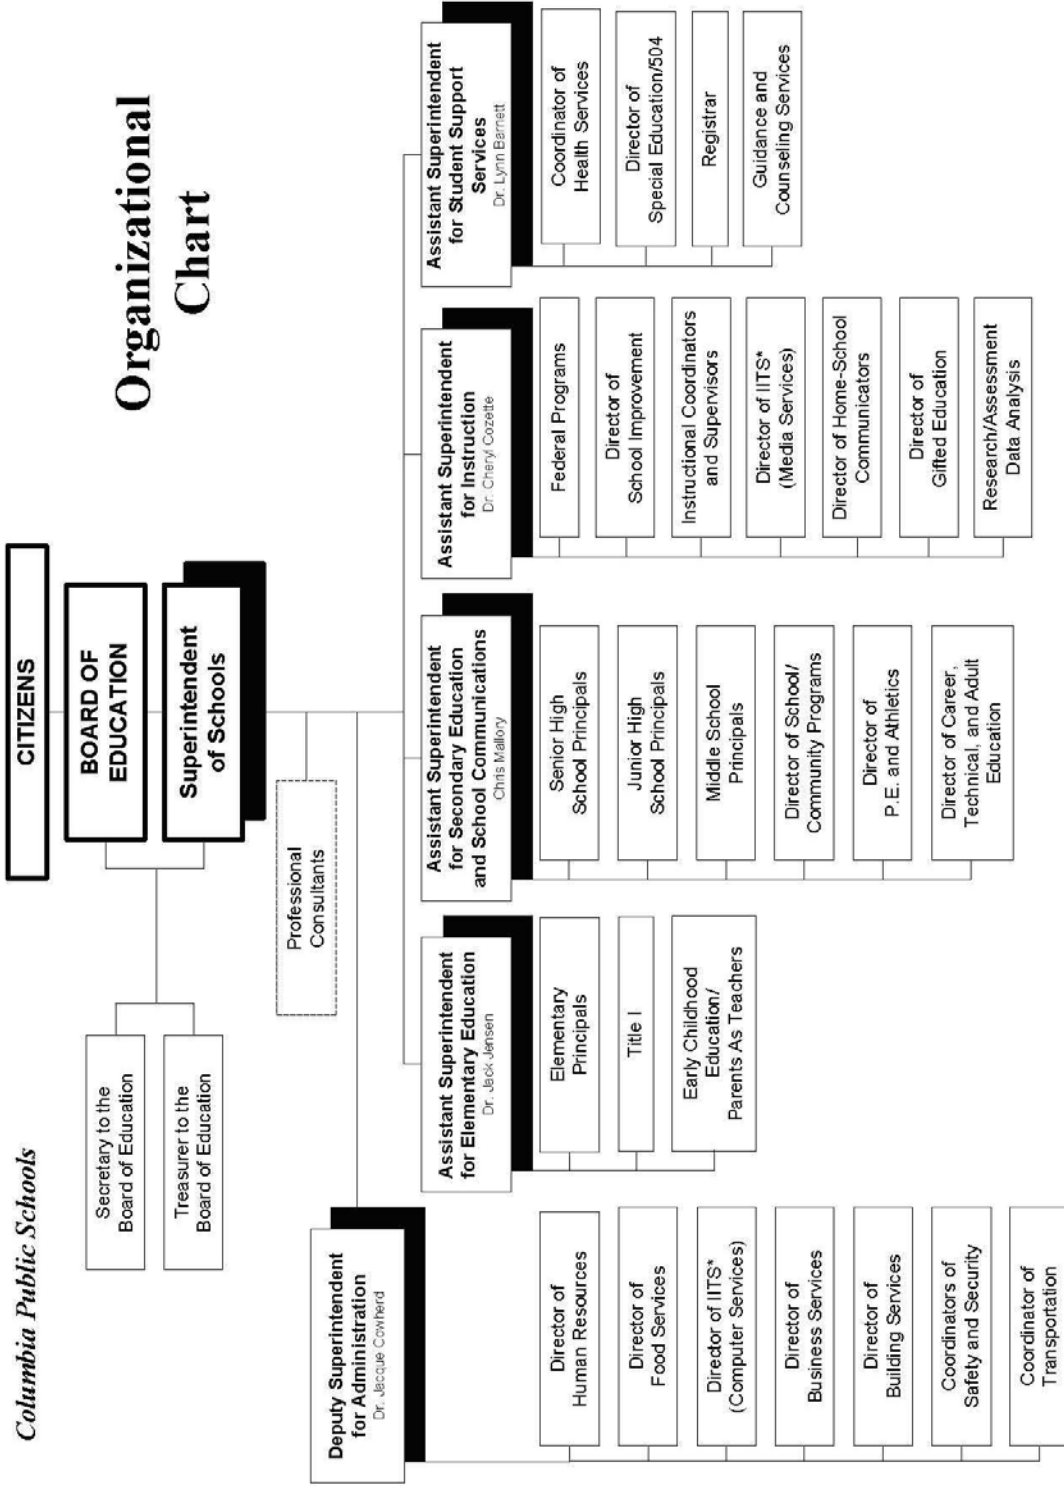 Columbia Public Schools
Organizational
Chart
CITIZENS
BOARD OF
EDUCATION
Superintendent
of Schools
Secretary to the
Board of Education
Treasurer to the
Board of Education
Professional
Consultants
Deputy Superintendent
for Administration
Dr. Jacque Cowherd
Director of
Human Resources
Director of
Food Services
Director of IITS*
(Computer Services)
Director of
Business Services
Director of
Building Services
Coordinators of
Safety and Security
Coordinator of
Transportation
Assistant Superintendent
for Elementary Education
Dr. Jack Jensen
Elementary
Principals
Title I
Early Childhood
Education/
Parents As Teachers
Assistant Superintendent
for Secondary Education
and School Communications
Chris Mallory
Senior High
School Principals
Junior High
School Principals
Middle School
Principals
Director of School/
Community Programs
Director of
P.E. and Athletics
Director of Career,
Technical, and Adult
Education
Assistant Superintendent
for Instruction
Dr. Cheryl Cozette
Federal Programs
Director of
School Improvement
Instructional Coordinators
and Supervisors
Director of IITS*
(Media Services)
Director of Home-School
Communicators
Director of
Gifted Education
Research/Assessment
Data Analysis
Assistant Superintendent
for Student Support
Services
Dr. Lynn Barnett
Coordinator of
Health Services
Director of
Special Education/504
Registrar
Guidance and
Counseling Services